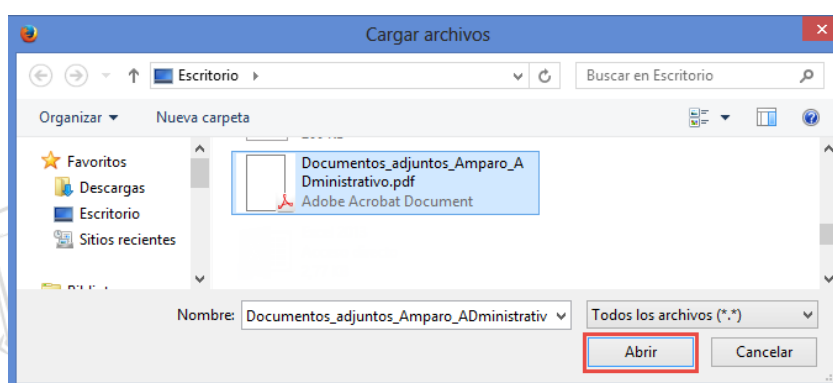 Cargar archivos
Escritorio
Buscar en Escritorio
Organizar
Nueva carpeta
Favoritos
Descargas
Escritorio
Sitios recientes
Documentos_adjuntos_Amparo_A
Dministrativo.pdf
Adobe Acrobat Document
Nombre: Documentos_adjuntos_Amparo_ADministrativ
Todos los archivos (*.*)
Abrir
Cancelar